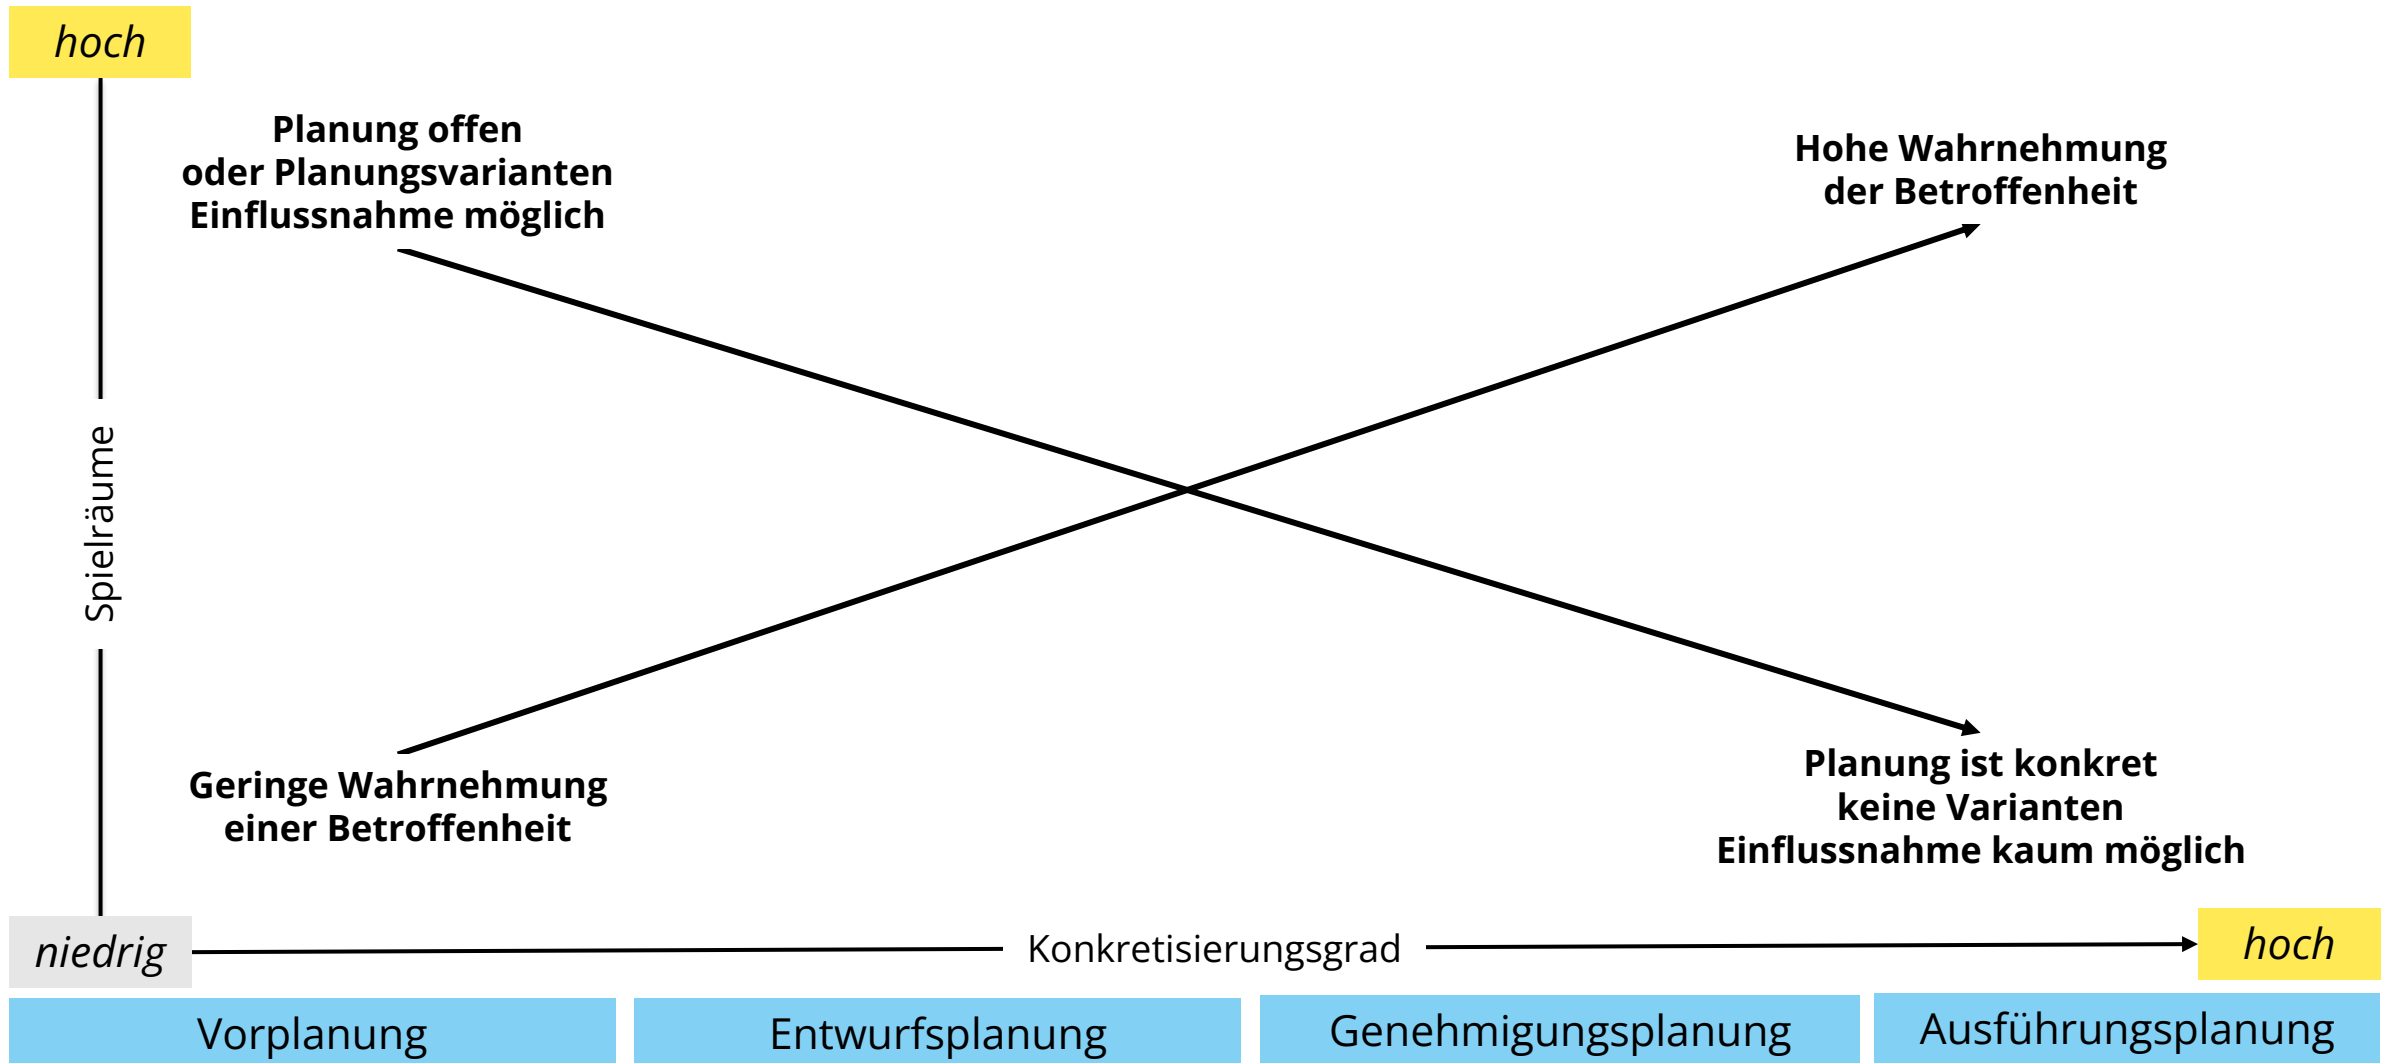 hoch
Planung offen
oder Planungsvarianten
Einflussnahme möglich
Hohe Wahrnehmung
der Betroffenheit
Spielräume
Geringe Wahrnehmung
einer Betroffenheit
Planung ist konkret
keine Varianten
Einflussnahme kaum möglich
niedrig
Konkretisierungsgrad
hoch
Vorplanung
Entwurfsplanung
Genehmigungsplanung
Ausführungsplanung